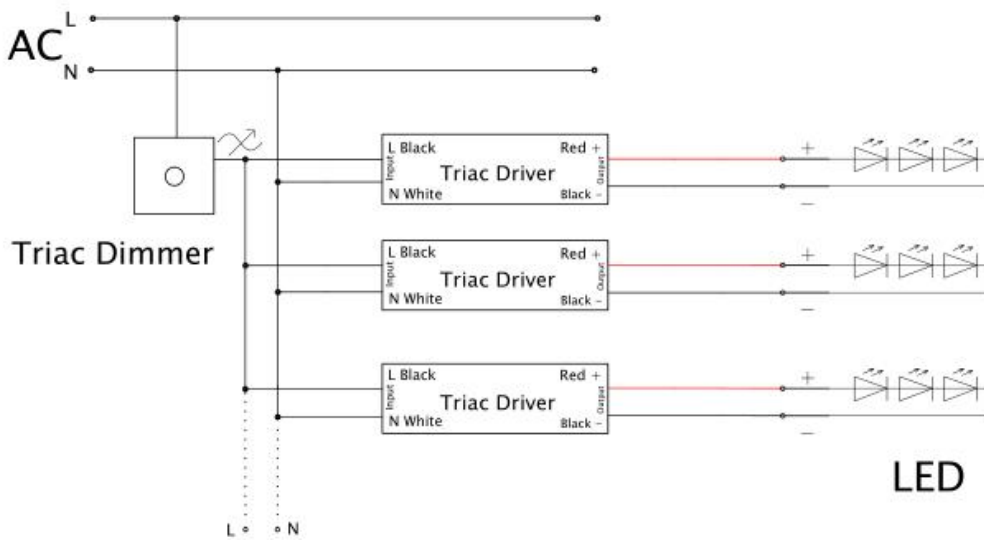 L
AC
N
L Black
Red +
Input
Triac Driver
Output
N White
Black -
Triac Dimmer
L Black
Red +
Input
Triac Driver
Output
N White
Black -
L Black
Red +
Input
Triac Driver
Output
N White
Black -
+
−
+
−
+
−
LED
L
N